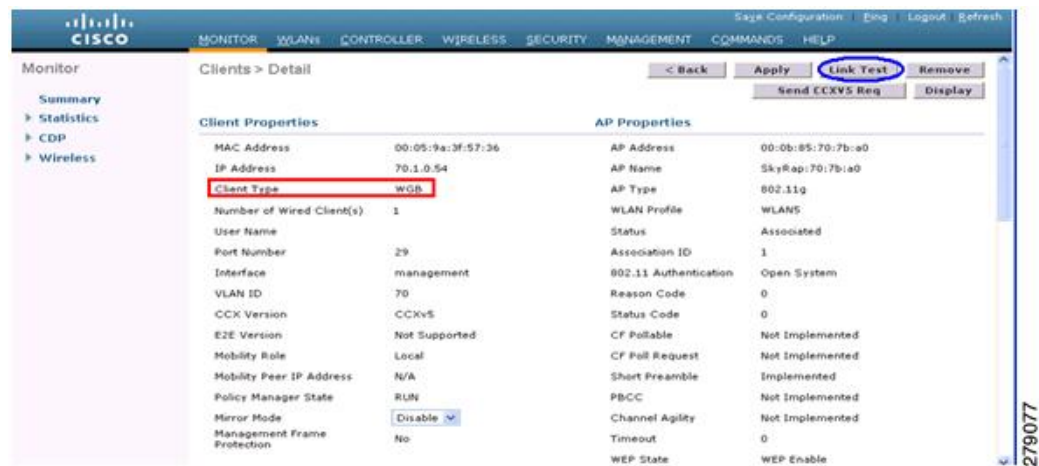 Save Configuration Ping Logout Refresh
CISCO
MONITOR WLANs CONTROLLER WIRELESS SECURITY MANAGEMENT COMMANDS HELP
Monitor
Summary
Statistics
CDP
Wireless
Clients > Detail
< Back Apply Link Test Remove
Send CCXV5 Req Display
Client Properties
MAC Address 00:05:9a:3f:57:36
IP Address 70.1.0.54
Client Type WGB
Number of Wired Client(s) 1
User Name
Port Number 29
Interface management
VLAN ID 70
CCX Version CCXv5
E2E Version Not Supported
Mobility Role Local
Mobility Peer IP Address N/A
Policy Manager State RUN
Mirror Mode Disable
Management Frame
Protection No
AP Properties
AP Address 00:0b:85:70:7b:a0
AP Name SkyRap:70:7b:a0
AP Type 802.11g
WLAN Profile WLAN5
Status Associated
Association ID 1
802.11 Authentication Open System
Reason Code 0
Status Code 0
CF Pollable Not Implemented
CF Poll Request Not Implemented
Short Preamble Implemented
PBCC Not Implemented
Channel Agility Not Implemented
Timeout 0
WEP State WEP Enable
279077